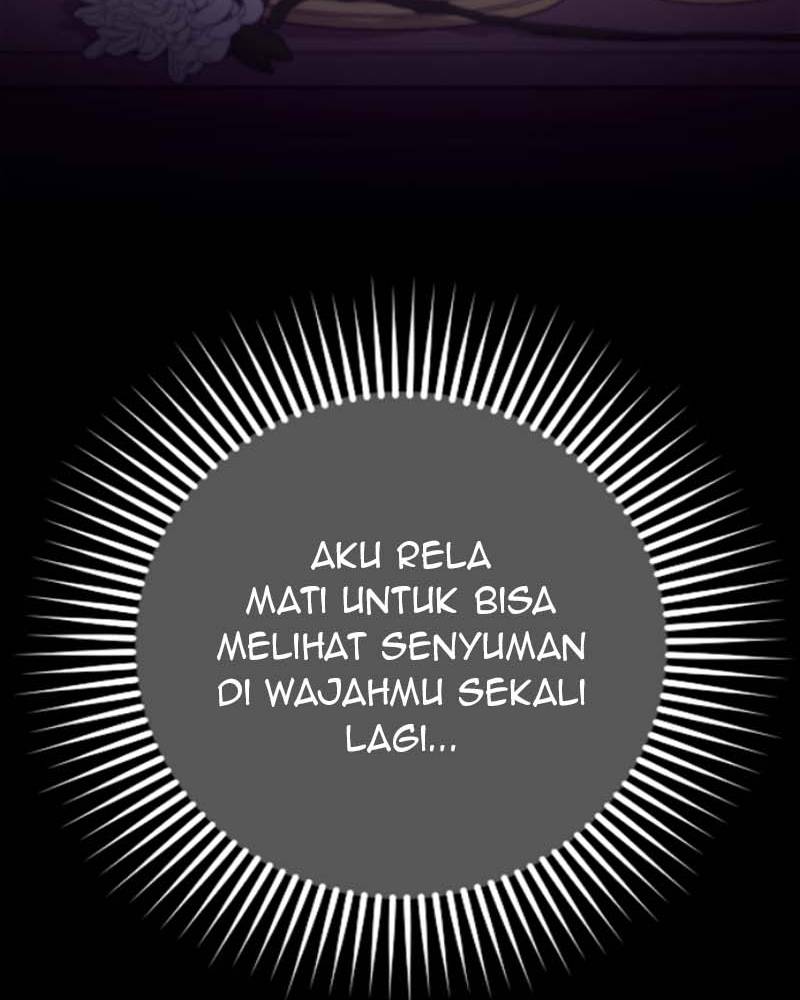 AKU RELA
MATI UNTUK BISA
MELIHAT SENYUMAN
DI WAJAHMU SEKALI
LAGI...